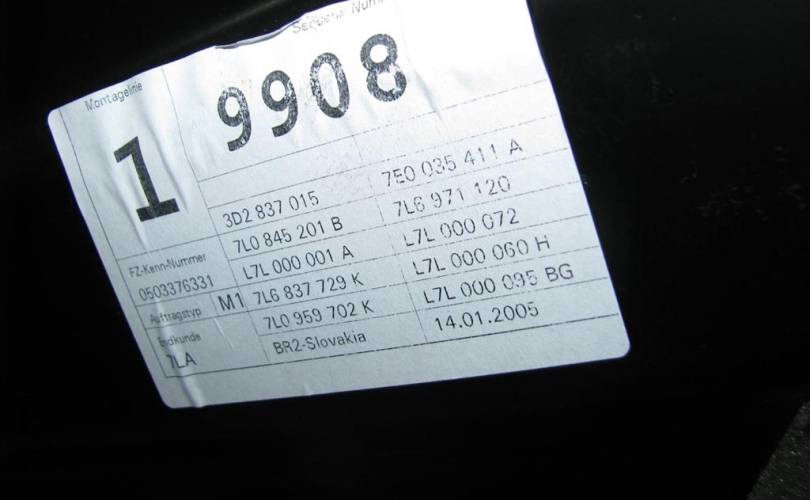 Montagelinie Sequenz Numm
1 9908
3D2 837 015 7E0 035 411 A
7L0 845 201 B 7L6 971 120
FZ-Kenn-Nummer L7L 000 001 A L7L 000 072
0503376331 M1 7L6 837 729 K L7L 000 060 H
Auftragstyp 7L0 959 702 K L7L 000 095 BG
Endkunde BR2-Slovakia 14.01.2005
7LA